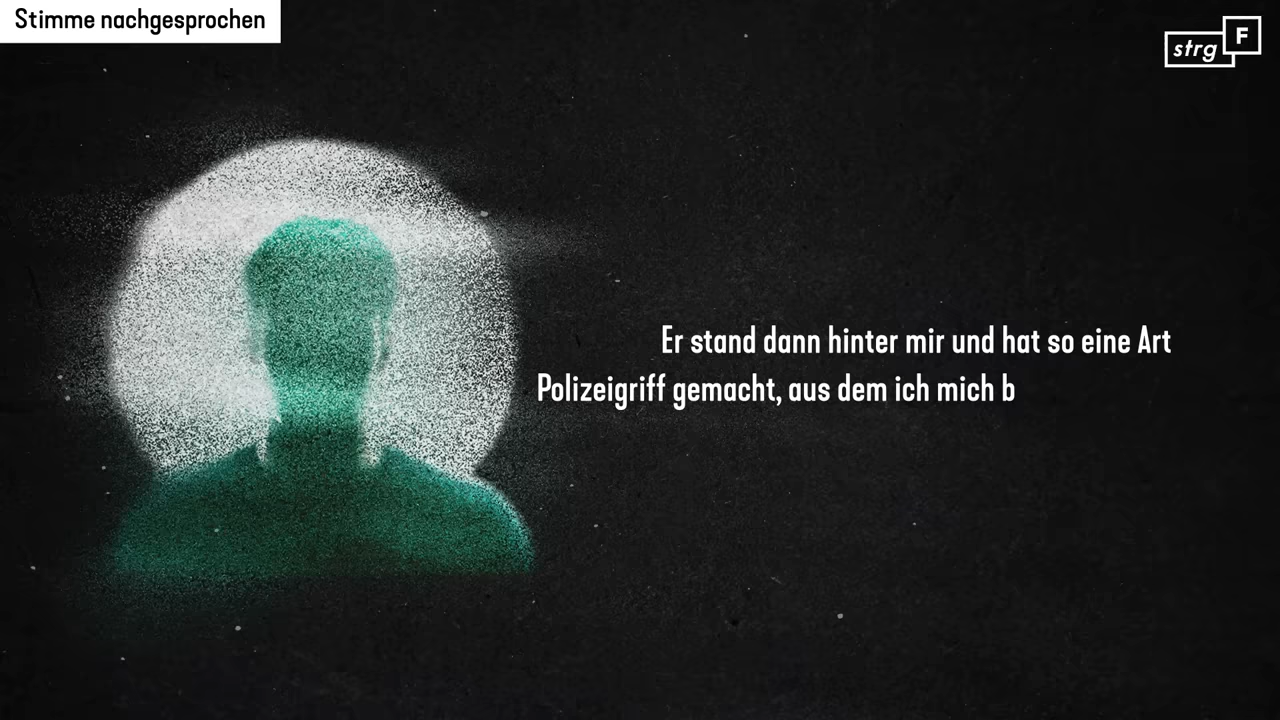 Stimme nachgesprochen
strg F
Er stand dann hinter mir und hat so eine Art
Polizeigriff gemacht, aus dem ich mich b